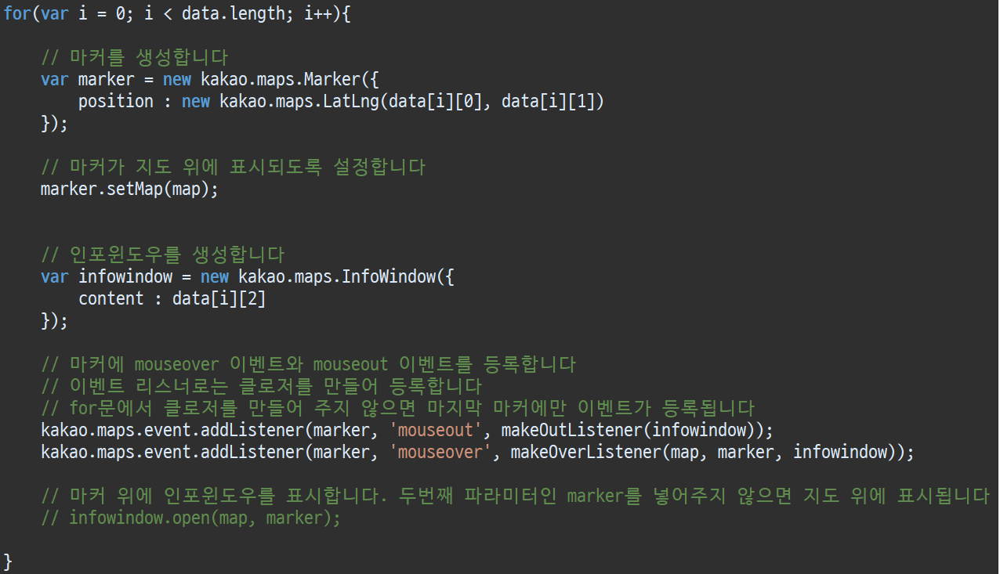 for(var i = 0; i < data.length; i++){
// 마커를 생성합니다
var marker = new kakao.maps.Marker({
position : new kakao.maps.LatLng(data[i][0], data[i][1])
});
// 마커가 지도 위에 표시되도록 설정합니다
marker.setMap(map);
// 인포윈도우를 생성합니다
var infowindow = new kakao.maps.InfoWindow({
content : data[i][2]
});
// 마커에 mouseover 이벤트와 mouseout 이벤트를 등록합니다
// 이벤트 리스너로는 클로저를 만들어 등록합니다
// for문에서 클로저를 만들어 주지 않으면 마지막 마커에만 이벤트가 등록됩니다
kakao.maps.event.addListener(marker, 'mouseout', makeOutListener(infowindow));
kakao.maps.event.addListener(marker, 'mouseover', makeOverListener(map, marker, infowindow));
// 마커 위에 인포윈도우를 표시합니다. 두번째 파라미터인 marker를 넣어주지 않으면 지도 위에 표시됩니다
// infowindow.open(map, marker);
}